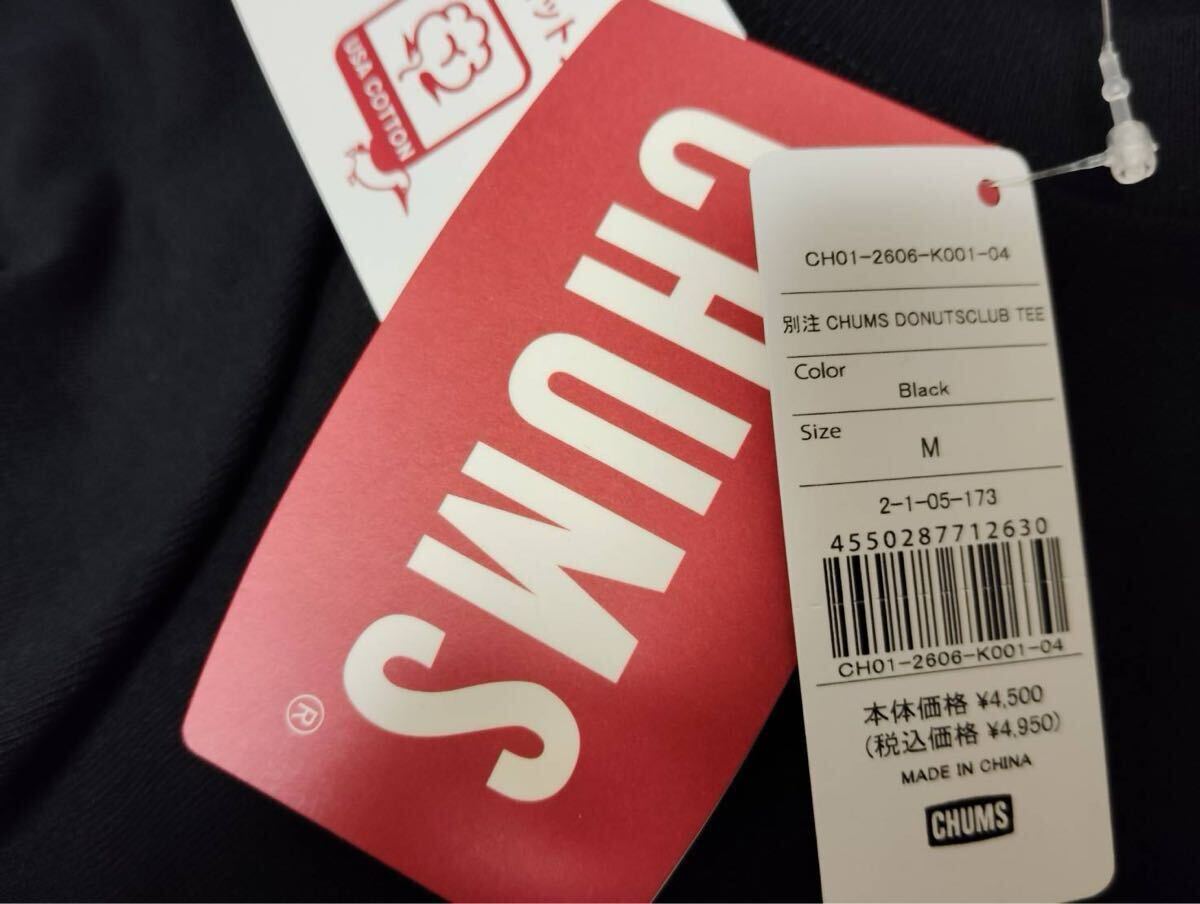 USA COTTON
ット
CHUMS
®
CH01-2606-K001-04
別注 CHUMS DONUTSCLUB TEE
Color
Black
Size
M
2-1-05-173
4550287712630
CH01-2606-K001-04
本体価格 ¥4,500
(税込価格 ¥4,950)
MADE IN CHINA
CHUMS